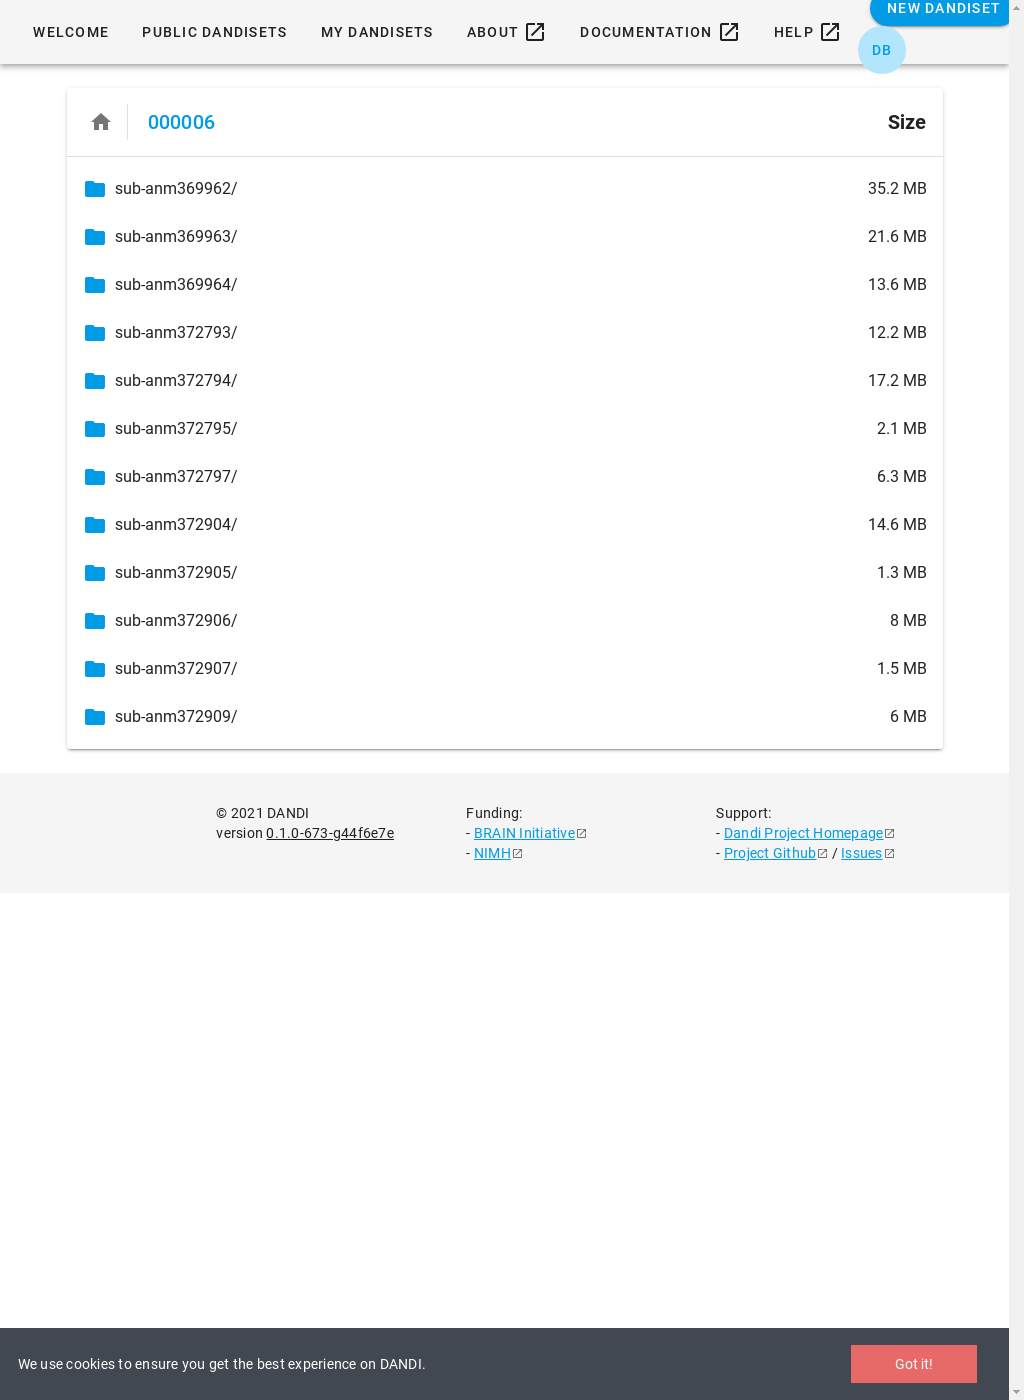 NEW DANDISET
WELCOME PUBLIC DANDISETS MY DANDISETS ABOUT DOCUMENTATION HELP
DB
000006 Size
sub-anm369962/ 35.2 MB
sub-anm369963/ 21.6 MB
sub-anm369964/ 13.6 MB
sub-anm372793/ 12.2 MB
sub-anm372794/ 17.2 MB
sub-anm372795/ 2.1 MB
sub-anm372797/ 6.3 MB
sub-anm372904/ 14.6 MB
sub-anm372905/ 1.3 MB
sub-anm372906/ 8 MB
sub-anm372907/ 1.5 MB
sub-anm372909/ 6 MB
© 2021 DANDI
version 0.1.0-673-g44f6e7e
Funding:
- BRAIN Initiative
- NIMH
Support:
- Dandi Project Homepage
- Project Github / Issues
We use cookies to ensure you get the best experience on DANDI.
Got it!